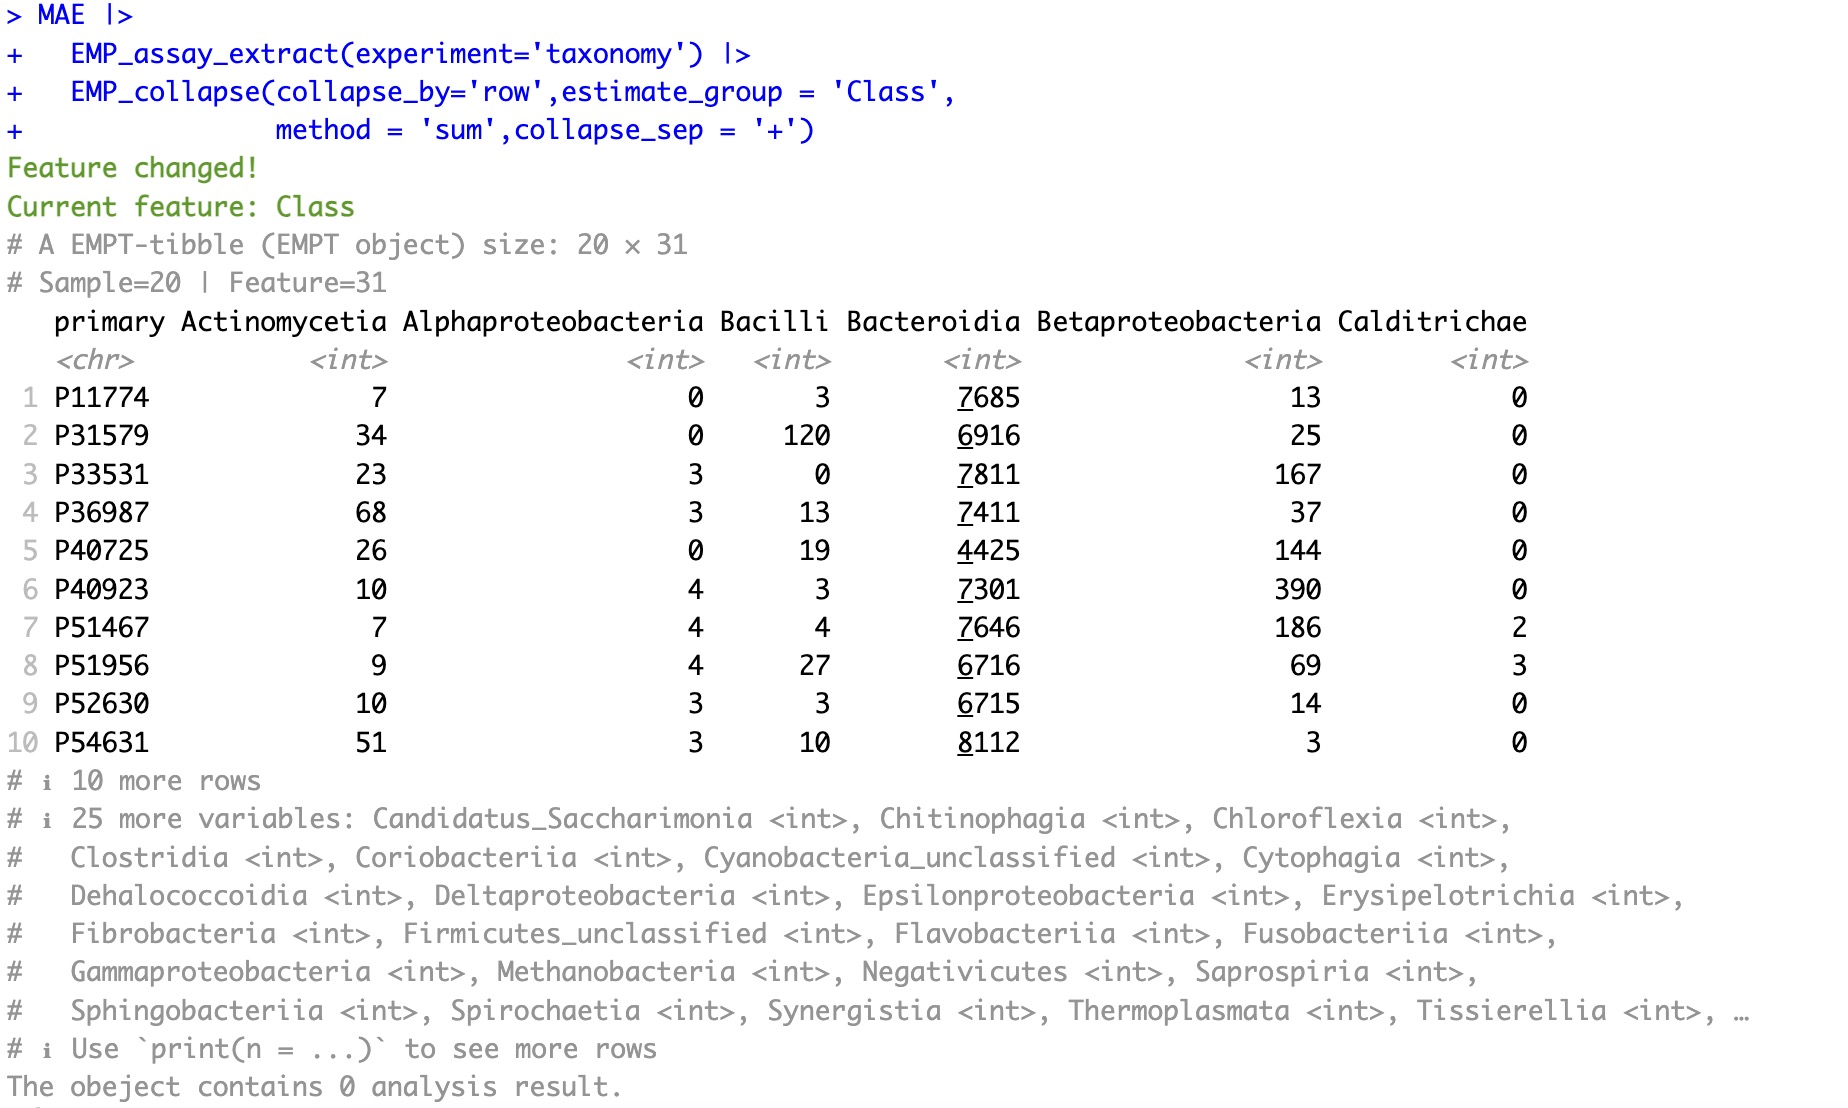 > MAE |>
+   EMP_assay_extract(experiment='taxonomy') |>
+   EMP_collapse(collapse_by='row',estimate_group = 'Class',
+                method = 'sum',collapse_sep = '+')
Feature changed!
Current feature: Class
# A EMPT-tibble (EMPT object) size: 20 × 31
# Sample=20 | Feature=31
   primary Actinomycetia Alphaproteobacteria Bacilli Bacteroidia Betaproteobacteria Calditrichae
   <chr>           <int>               <int>   <int>       <int>              <int>        <int>
 1 P11774              7                   0       3        7685                 13            0
 2 P31579             34                   0     120        6916                 25            0
 3 P33531             23                   3       0        7811                167            0
 4 P36987             68                   3      13        7411                 37            0
 5 P40725             26                   0      19        4425                144            0
 6 P40923             10                   4       3        7301                390            0
 7 P51467              7                   4       4        7646                186            2
 8 P51956              9                   4      27        6716                 69            3
 9 P52630             10                   3       3        6715                 14            0
10 P54631             51                   3      10        8112                  3            0
# ℹ 10 more rows
# ℹ 25 more variables: Candidatus_Saccharimonia <int>, Chitinophagia <int>, Chloroflexia <int>,
#   Clostridia <int>, Coriobacteriia <int>, Cyanobacteria_unclassified <int>, Cytophagia <int>,
#   Dehalococcoidia <int>, Deltaproteobacteria <int>, Epsilonproteobacteria <int>, Erysipelotrichia <int>,
#   Fibrobacteria <int>, Firmicutes_unclassified <int>, Flavobacteriia <int>, Fusobacteriia <int>,
#   Gammaproteobacteria <int>, Methanobacteria <int>, Negativicutes <int>, Saprospiria <int>,
#   Sphingobacteriia <int>, Spirochaetia <int>, Synergistia <int>, Thermoplasmata <int>, Tissierellia <int>, …
# ℹ Use `print(n = ...)` to see more rows
The obeject contains 0 analysis result.